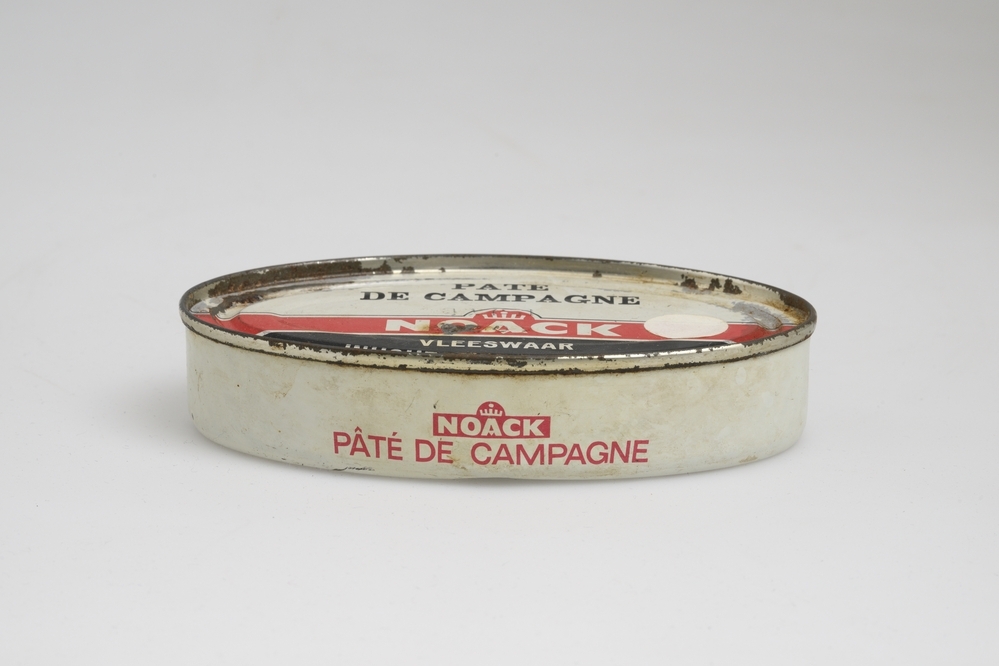 PATE
DE CAMPAGNE
NOACK
VLEESWAAR
NOACK
PÂTÉ DE CAMPAGNE